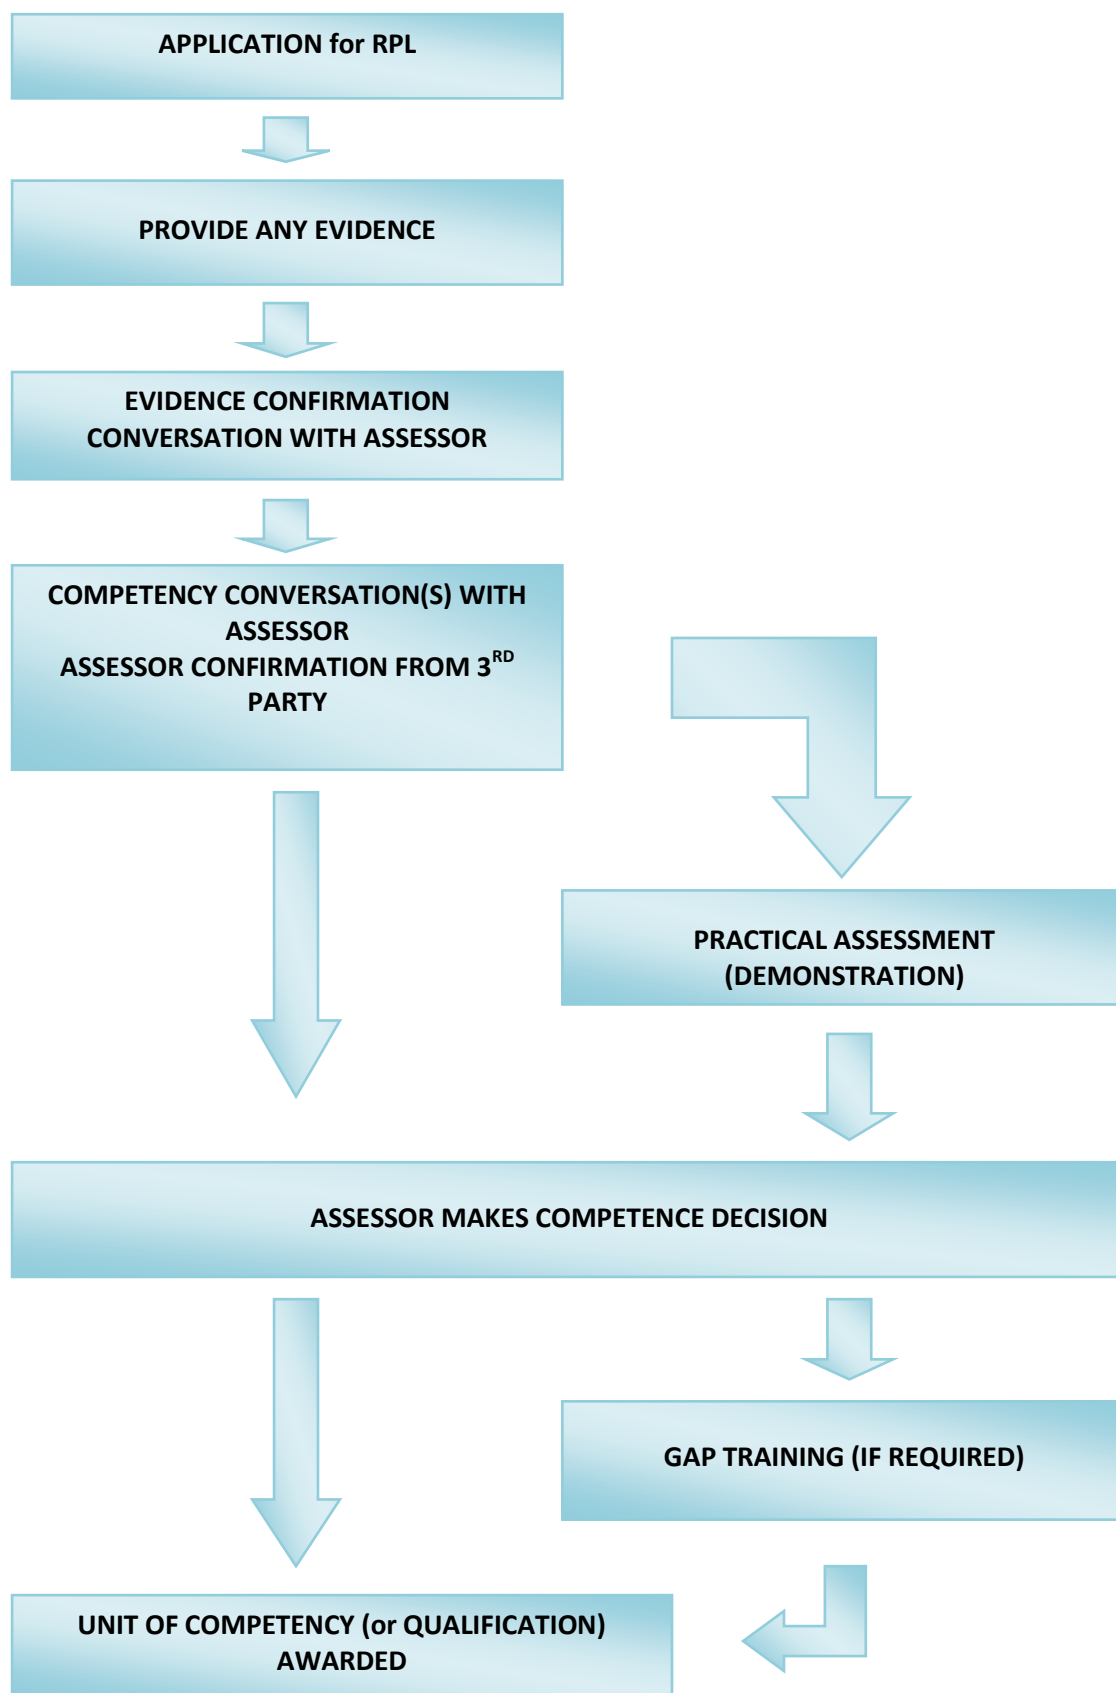 APPLICATION for RPL
PROVIDE ANY EVIDENCE
EVIDENCE CONFIRMATION
CONVERSATION WITH ASSESSOR
COMPETENCY CONVERSATION(S) WITH
ASSESSOR
ASSESSOR CONFIRMATION FROM 3RD
PARTY
PRACTICAL ASSESSMENT
(DEMONSTRATION)
ASSESSOR MAKES COMPETENCE DECISION
GAP TRAINING (IF REQUIRED)
UNIT OF COMPETENCY (or QUALIFICATION)
AWARDED